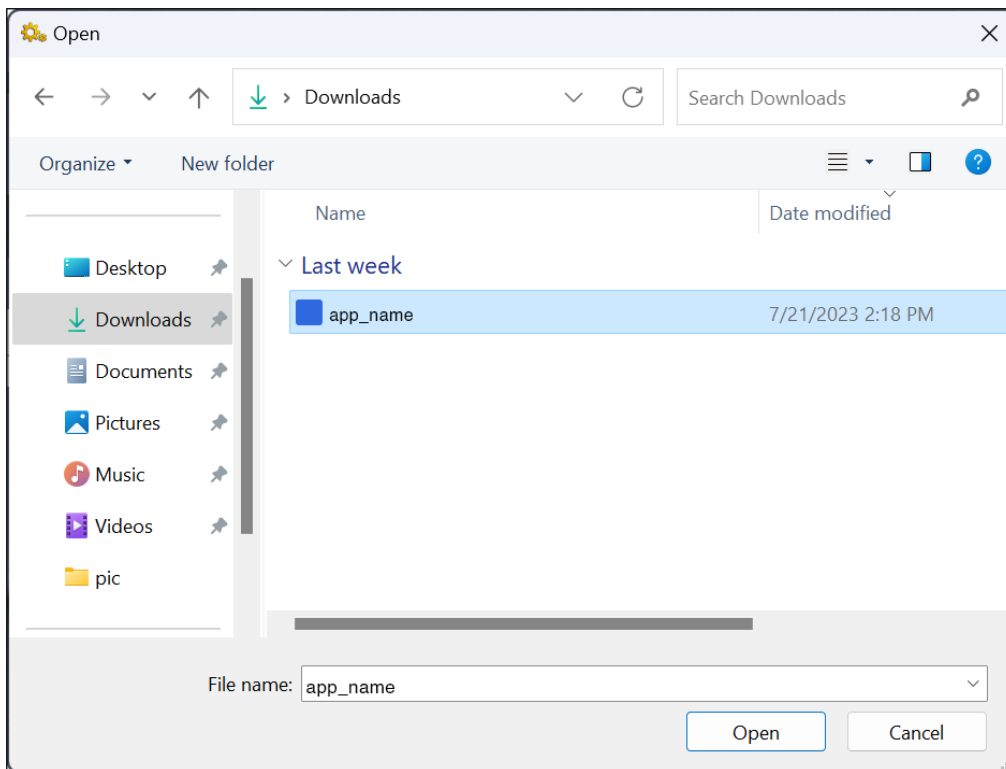 Open
Downloads
Search Downloads
Organize
New folder
?
Name
Date modified
Desktop
Downloads
Documents
Pictures
Music
Videos
pic
Last week
app_name
7/21/2023 2:18 PM
File name:
app_name
Open
Cancel